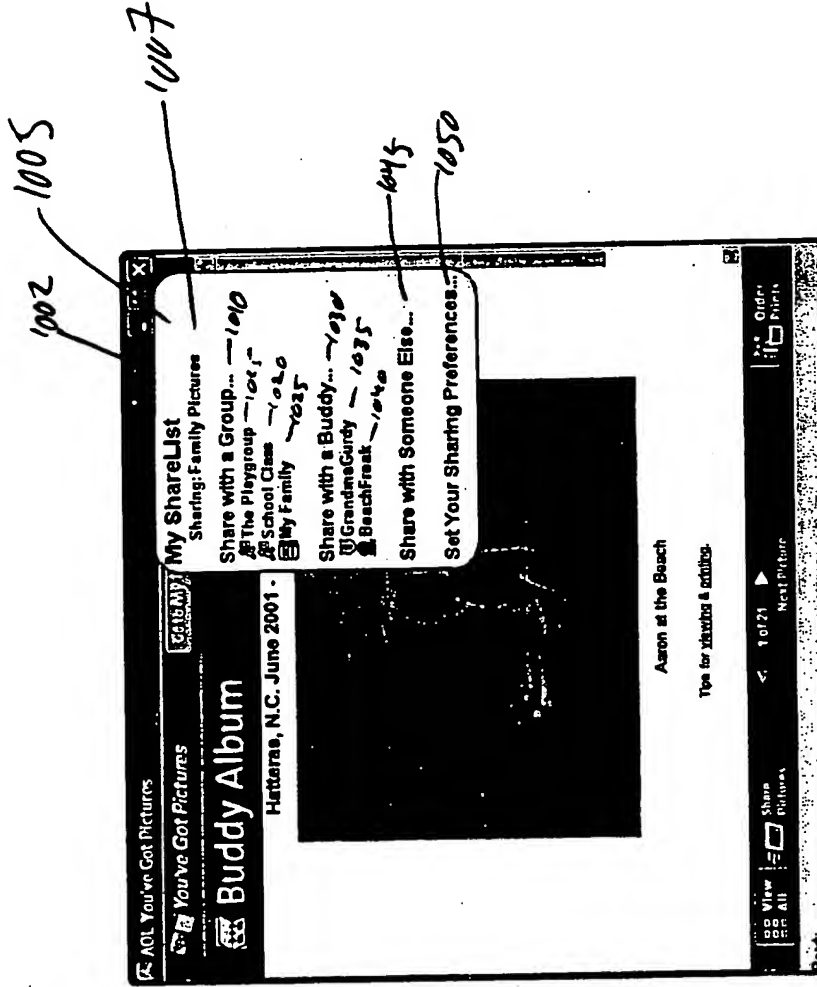 1002
1005
1007
AOL You've Got Pictures
You've Got Pictures
Buddy Album
Hatteras, N.C. June 2001 -
My ShareList
Sharing: Family Pictures
Share with a Group... 1010
The Playgroup 1015
School Class 1020
My Family 1025
Share with a Buddy... 1030
GrandmaGurdy 1035
BeachFreak 1040
Share with Someone Else... 1045
Set Your Sharing Preferences... 1050
Aaron at the Beach
Tips for viewing & printing.
View All
Share Pictures
1 of 21
Next Picture
Order Prints